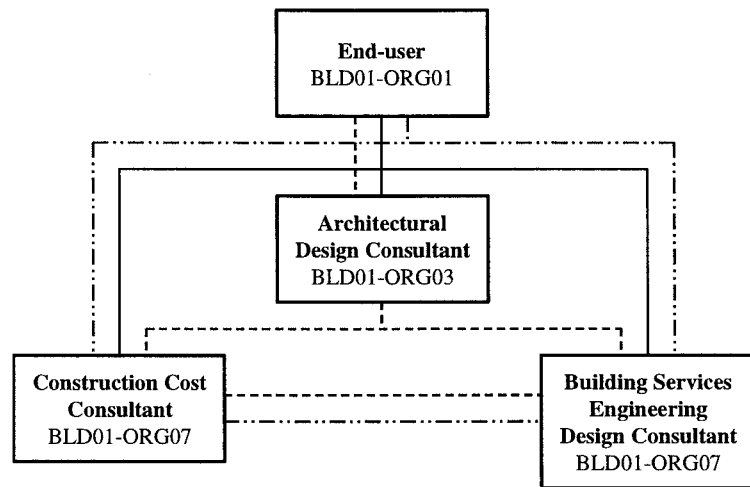 End-user
BLD01-ORG01
Architectural
Design Consultant
BLD01-ORG03
Construction Cost
Consultant
BLD01-ORG07
Building Services
Engineering
Design Consultant
BLD01-ORG07